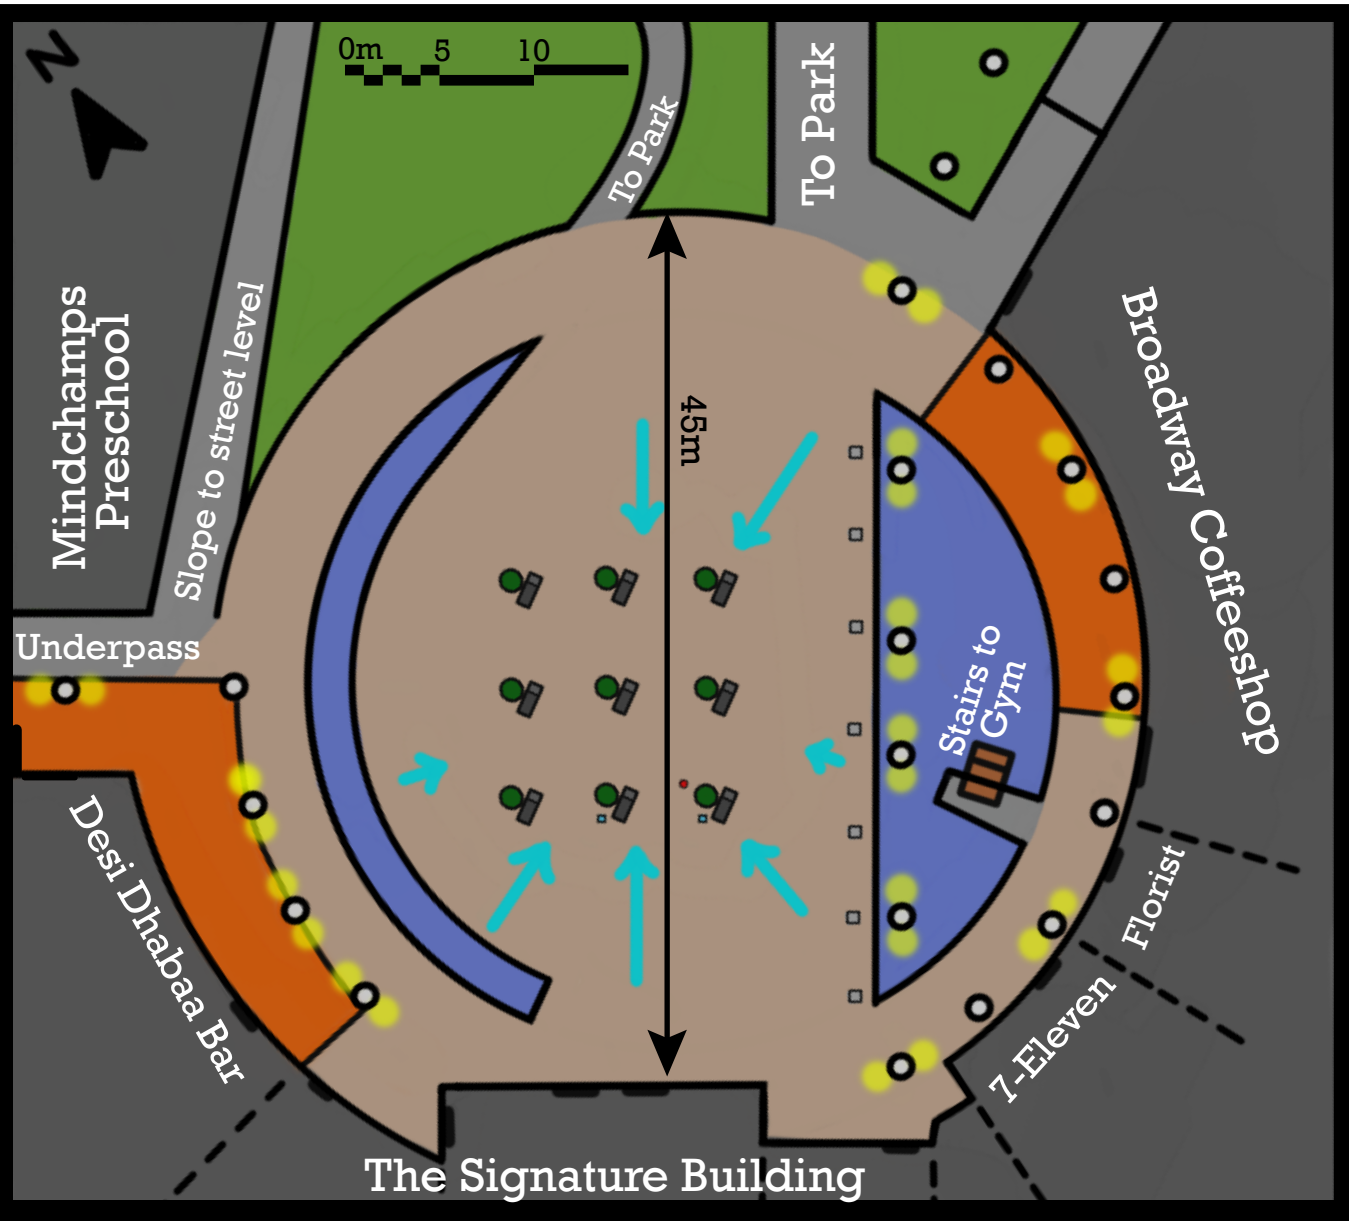 N
0m 5 10
To Park
To Park
45m
Mindchamps
Preschool
Slope to street level
Underpass
Broadway Coffeeshop
Stairs to
Gym
Desi Dhabaa Bar
Florist
7-Eleven
The Signature Building